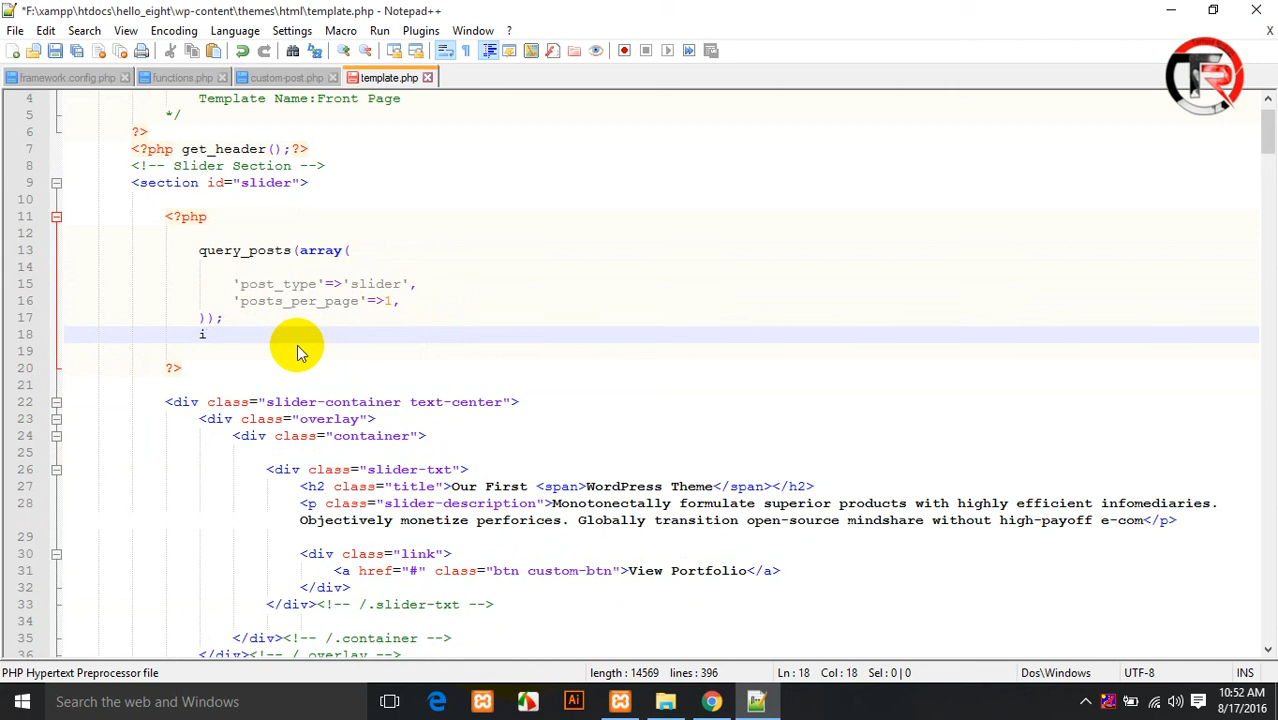 *F:\xampp\htdocs\hello_eight\wp-content\themes\html\template.php - Notepad++
File Edit Search View Encoding Language Settings Macro Run Plugins Window ? X
framework.config.php functions.php custom-post.php template.php
TR
4 Template Name:Front Page
5 */
6 ?>
7 <?php get_header();?>
8 <!-- Slider Section -->
9 <section id="slider">
10
11 <?php
12
13 query_posts(array(
14
15 'post_type'=>'slider',
16 'posts_per_page'=>1,
17 ));
18 i
19
20 ?>
21
22 <div class="slider-container text-center">
23 <div class="overlay">
24 <div class="container">
25
26 <div class="slider-txt">
27 <h2 class="title">Our First <span>WordPress Theme</span></h2>
28 <p class="slider-description">Monotonectally formulate superior products with highly efficient infomediaries.
Objectively monetize perforices. Globally transition open-source mindshare without high-payoff e-com</p>
29
30 <div class="link">
31 <a href="#" class="btn custom-btn">View Portfolio</a>
32 </div>
33 </div><!-- /.slider-txt -->
34
35 </div><!-- /.container -->
</div><!-- /.overlay -->
PHP Hypertext Preprocessor file length : 14569 lines : 396 Ln : 18 Col : 18 Sel : 0 | 0 Dos\Windows UTF-8 INS
Search the web and Windows
10:52 AM
8/17/2016